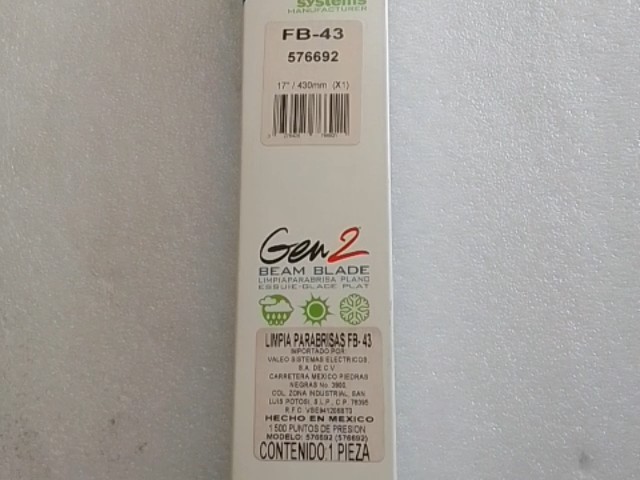 systems
MANUFACTURER
FB-43
576692
17" / 430mm (X1)
Gen2
BEAM BLADE
LIMPIAPARABRISA PLANO
ESSUIE-GLACE PLAT
LIMPIA PARABRISAS FB-43
IMPORTADO POR:
VALEO SISTEMAS ELECTRICOS,
S.A. DE C.V.
CARRETERA MEXICO PIEDRAS
NEGRAS No. 3900,
COL. ZONA INDUSTRIAL, SAN
LUIS POTOSI, S.L.P., C.P. 78395
R.F.C.
HECHO EN MEXICO
1 500 PUNTOS DE PRESION
MODELO: 576692 (576692)
CONTENIDO:1 PIEZA